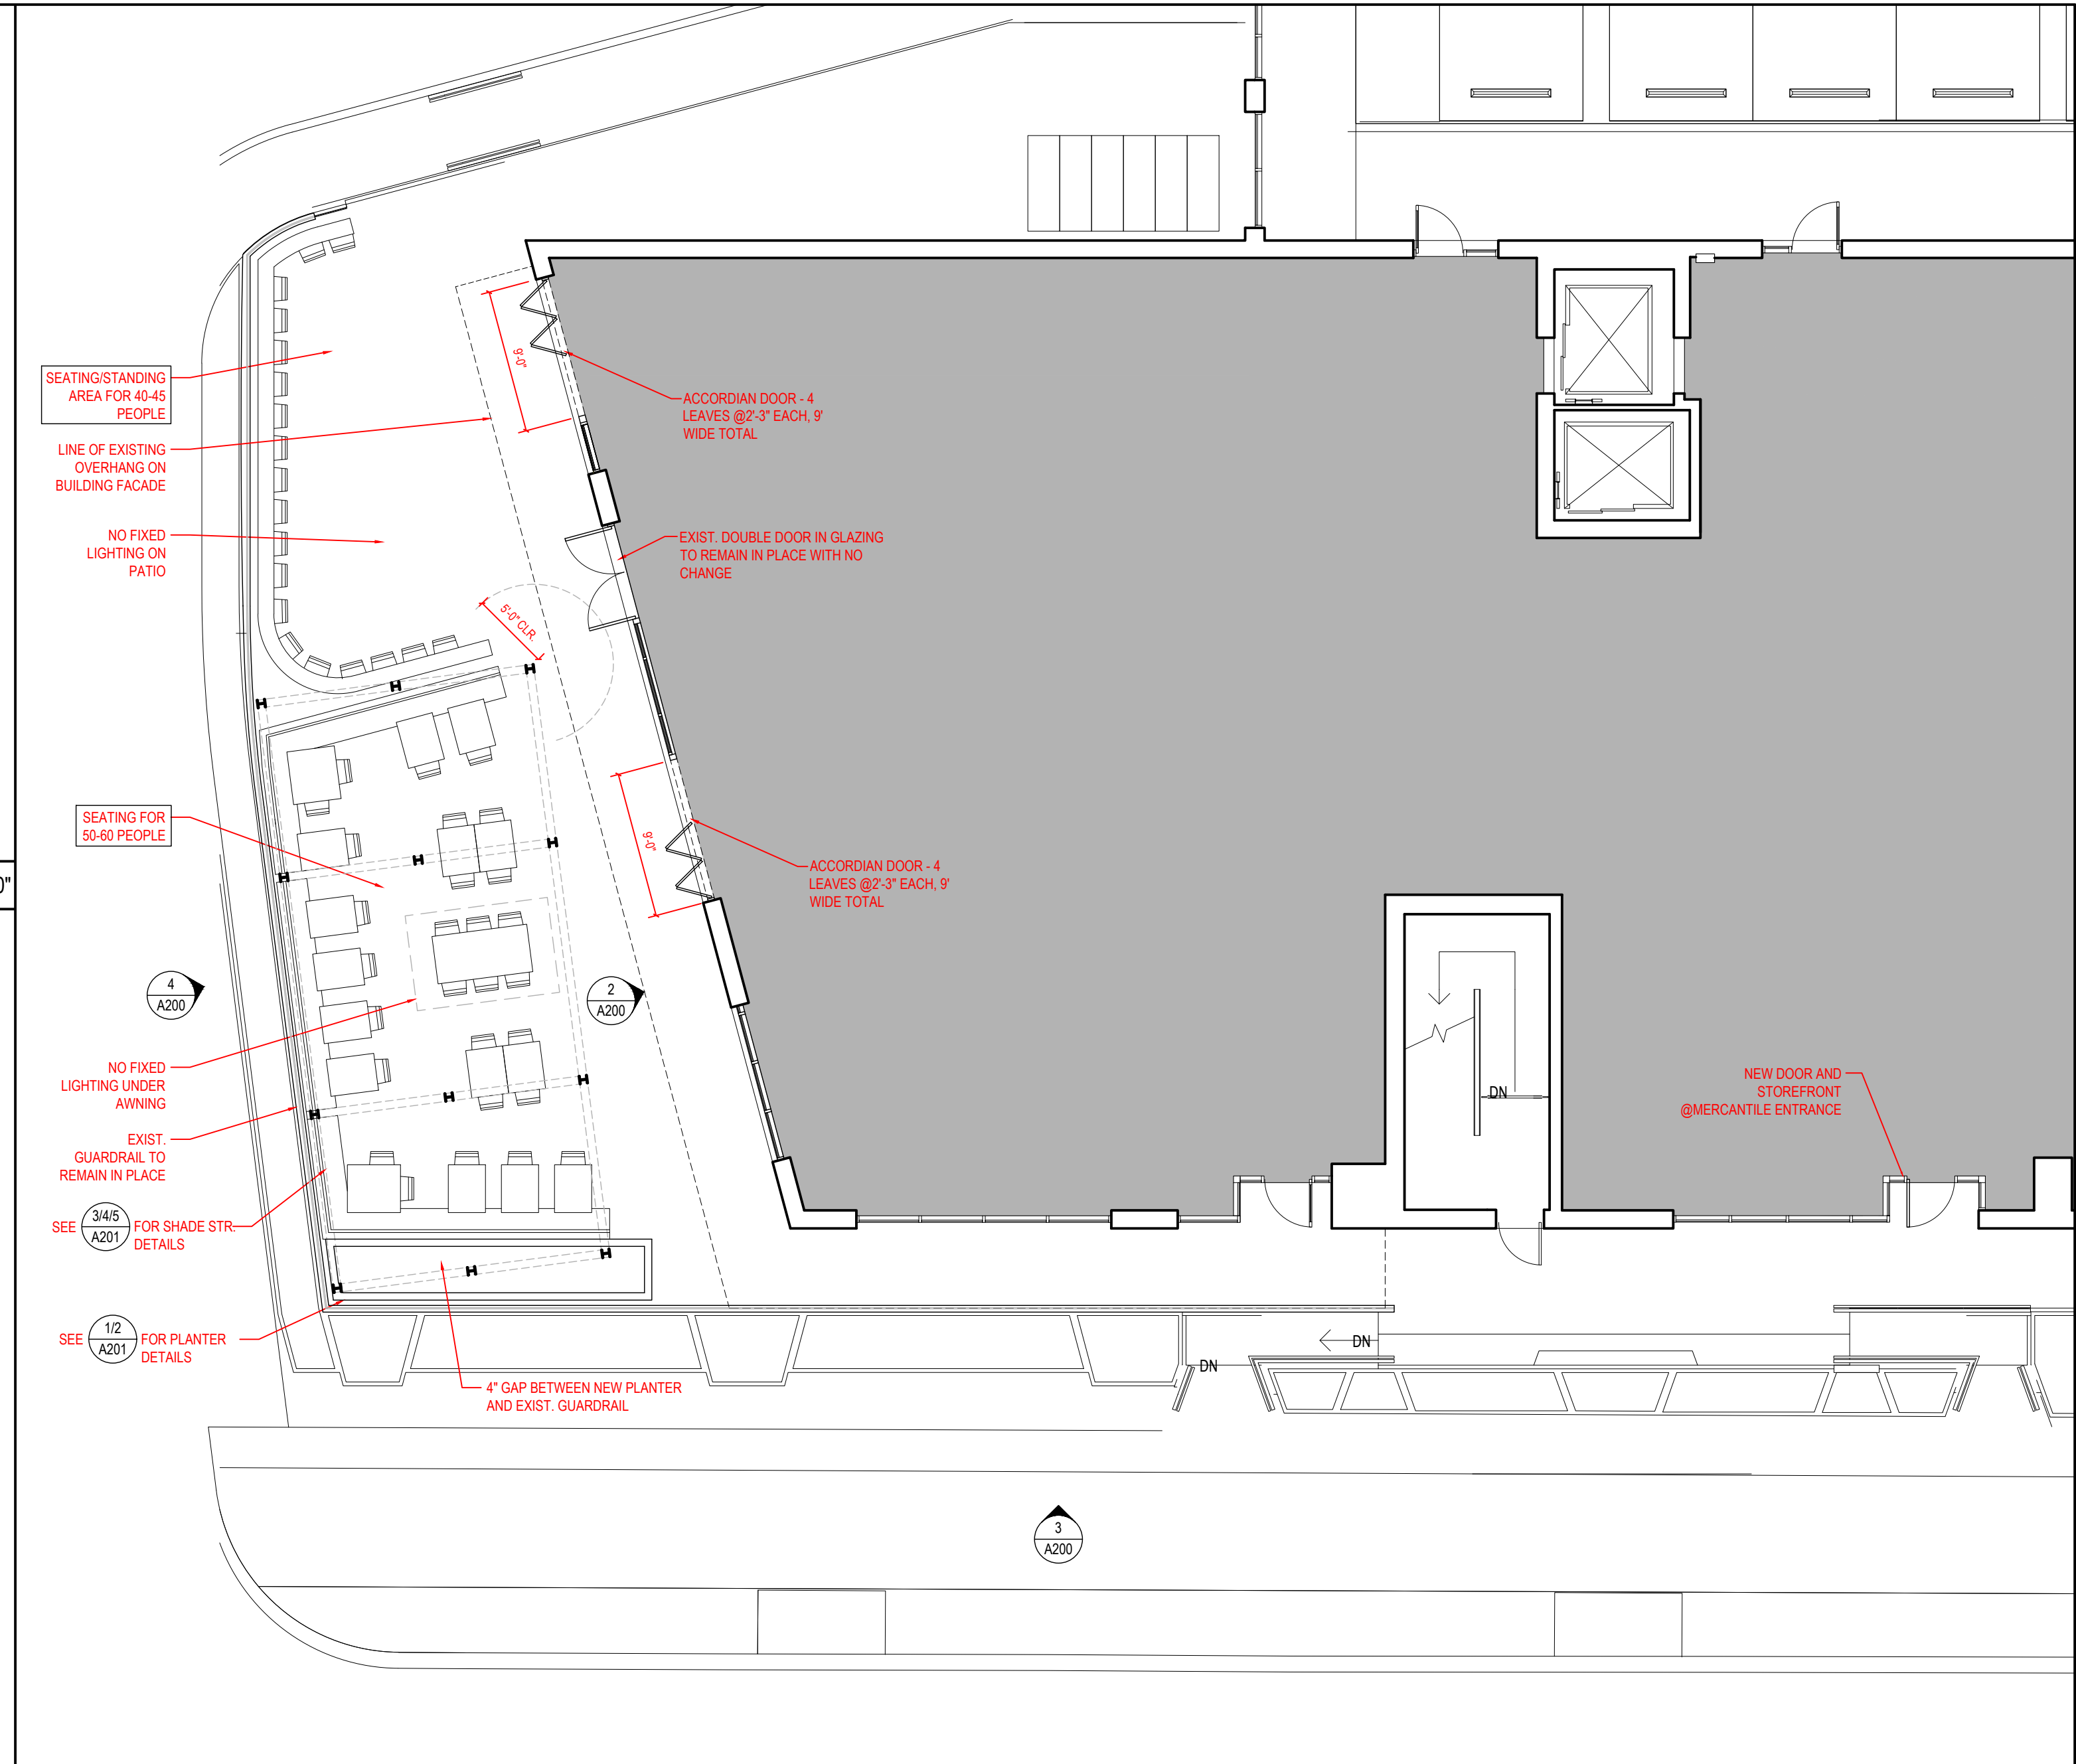 SEATING/STANDING
AREA FOR 40-45
PEOPLE
LINE OF EXISTING
OVERHANG ON
BUILDING FACADE
NO FIXED
LIGHTING ON
PATIO
9'-0"
ACCORDIAN DOOR - 4
LEAVES @2'-3" EACH, 9'
WIDE TOTAL
EXIST. DOUBLE DOOR IN GLAZING
TO REMAIN IN PLACE WITH NO
CHANGE
5'-0" CLR.
SEATING FOR
50-60 PEOPLE
9'-0"
ACCORDIAN DOOR - 4
LEAVES @2'-3" EACH, 9'
WIDE TOTAL
0"
4
A200
2
A200
NO FIXED
LIGHTING UNDER
AWNING
EXIST.
GUARDRAIL TO
REMAIN IN PLACE
SEE
3/4/5
A201
FOR SHADE STR.
DETAILS
SEE
1/2
A201
FOR PLANTER
DETAILS
4" GAP BETWEEN NEW PLANTER
AND EXIST. GUARDRAIL
DN
NEW DOOR AND
STOREFRONT
@MERCANTILE ENTRANCE
DN
DN
3
A200